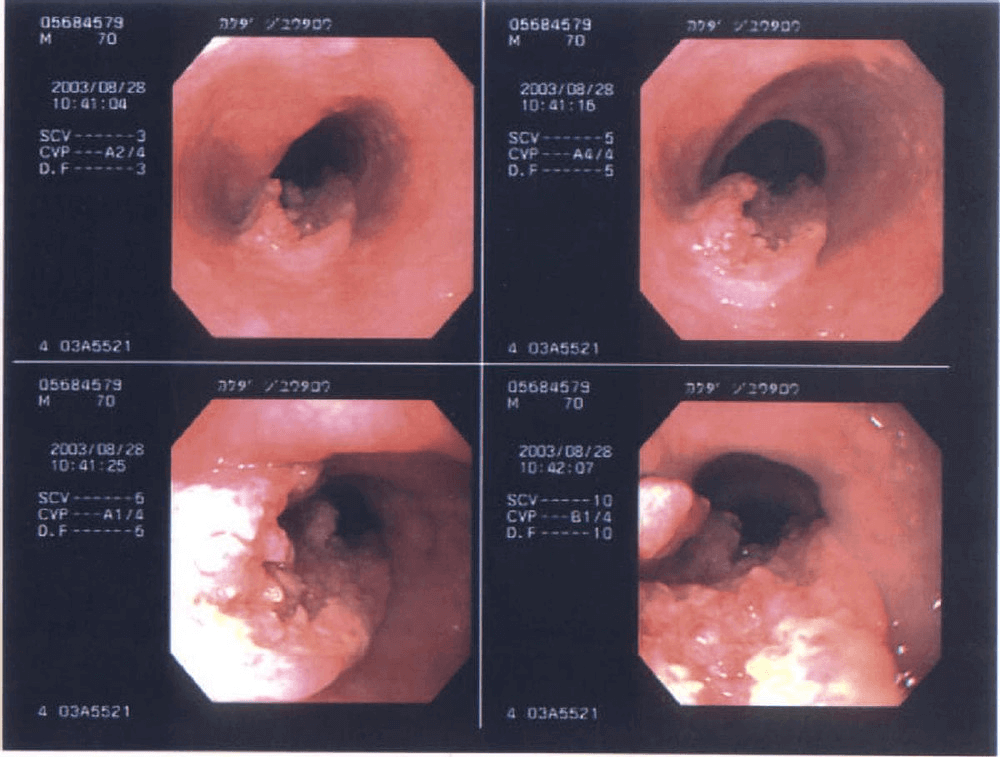 05684579
M 70
2003/08/28
10:41:04
SCV------3
CVP---A2/4
D.F------3
4 03A5521
05684579
M 70
2003/08/28
10:41:16
SCV------5
CVP---A4/4
D.F------5
4 03A5521
05684579
M 70
2003/08/28
10:41:25
SCV------6
CVP---A1/4
D.F------6
4 03A5521
05684579
M 70
2003/08/28
10:42:07
SCV-----10
CVP---B1/4
D.F-----10
4 03A5521